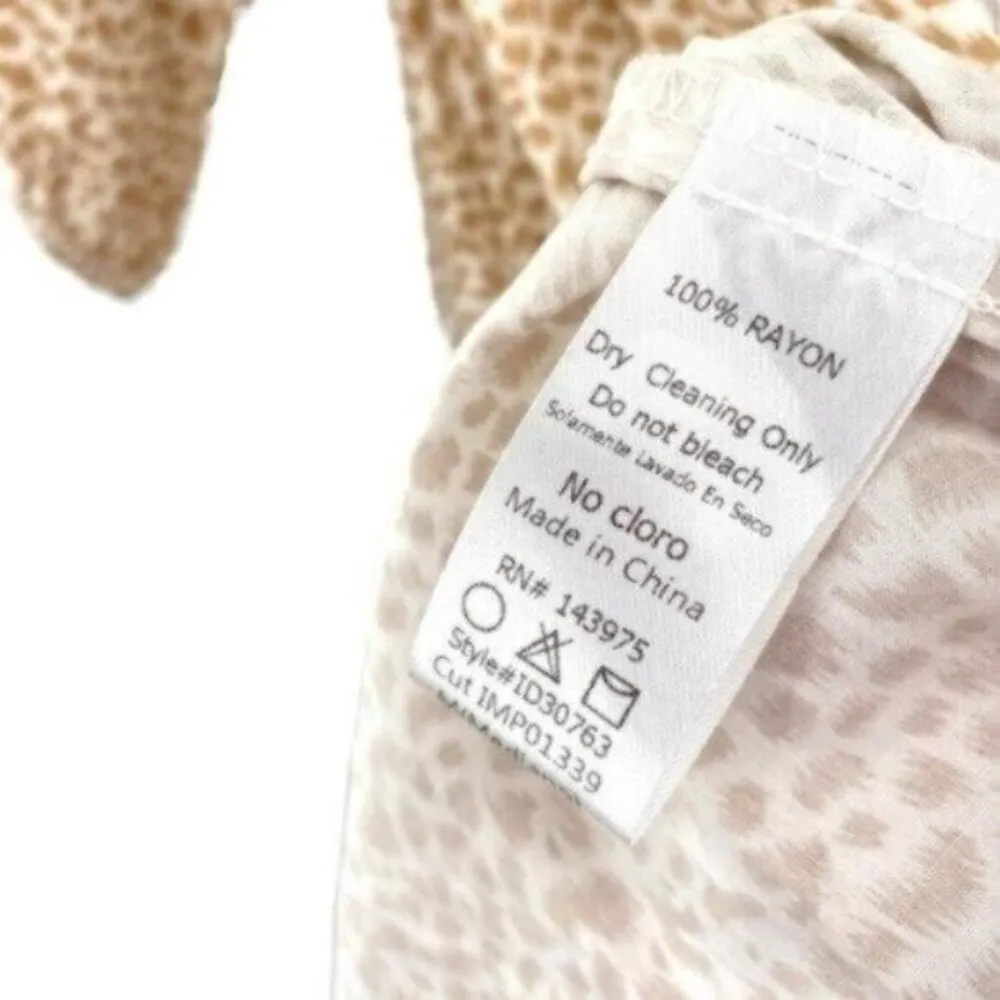 100% RAYON
Dry Cleaning Only
Do not bleach
Solamente Lavado En Seco
No cloro
Made in China
RN# 143975
Style#ID30763
Cut IMP01339